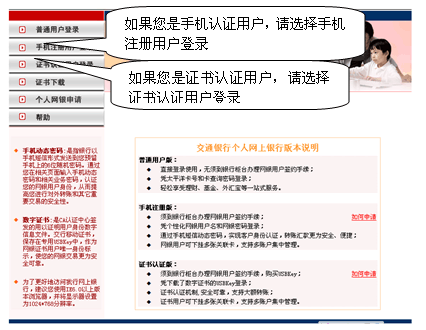 普通用户登录
手机注册用户登录
证书认证用户登录
证书下载
个人网银申请
帮助
如果您是手机认证用户,请选择手机
注册用户登录
如果您是证书认证用户, 请选择
证书认证用户登录
手机动态密码:是指银行以
手机短信形式发送到您预留
手机上的6位随机密码。通过
您在相关页面输入手机动态
密码和相关业务密码,认证
您的网银用户身份,从而提
高您进行对外转账和其它重
要交易的安全性。
数字证书:是CA认证中心签
发的用以证明用户身份数字
信息文件。交行移动证书,
保存在专用USBKey中,作为
网银证书用户唯一身份标
示,使您的网银交易更为安
全可靠。
为了更好地访问我行网上银
行,建议您使用IE6.0以上版
本浏览器,并将显示器设置
为1024*768分辨率。
交通银行个人网上银行版本说明
普通用户版:
直接登录使用,无须到银行柜台办理网银用户签约手续;
凭太平洋卡号和卡查询密码登录;
轻松享受理财、基金、外汇宝等一站式服务。
手机注册版:
须到银行柜台办理网银用户签约手续; 如何申请
凭个性化网银用户名和网银密码登录;
通过手机短信动态密码,实现客户身份认证,转账汇款更为安全、便捷;
网银用户可下挂多张关联卡,支持多账户集中管理。
证书认证版:
须到银行柜台办理网银用户签约手续,购买USBKey; 如何申请
凭下载了数字证书的USBKey登录;
证书认证机制,安全可靠,支持大额转账;
证书用户可下挂多张关联卡,支持多账户集中管理。